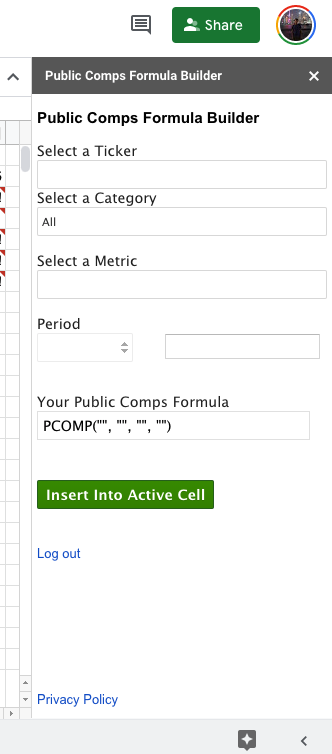 Share
Public Comps Formula Builder
Public Comps Formula Builder
Select a Ticker
Select a Category
All
Select a Metric
Period
Your Public Comps Formula
PCOMP("", "", "", "")
Insert Into Active Cell
Log out
Privacy Policy